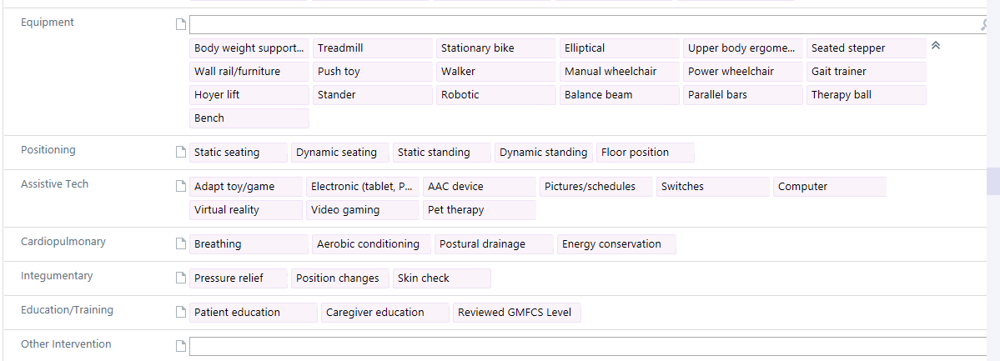 Equipment
Body weight support... Treadmill Stationary bike Elliptical Upper body ergome... Seated stepper
Wall rail/furniture Push toy Walker Manual wheelchair Power wheelchair Gait trainer
Hoyer lift Stander Robotic Balance beam Parallel bars Therapy ball
Bench
Positioning Static seating Dynamic seating Static standing Dynamic standing Floor position
Assistive Tech Adapt toy/game Electronic (tablet, P... AAC device Pictures/schedules Switches Computer
Virtual reality Video gaming Pet therapy
Cardiopulmonary Breathing Aerobic conditioning Postural drainage Energy conservation
Integumentary Pressure relief Position changes Skin check
Education/Training Patient education Caregiver education Reviewed GMFCS Level
Other Intervention